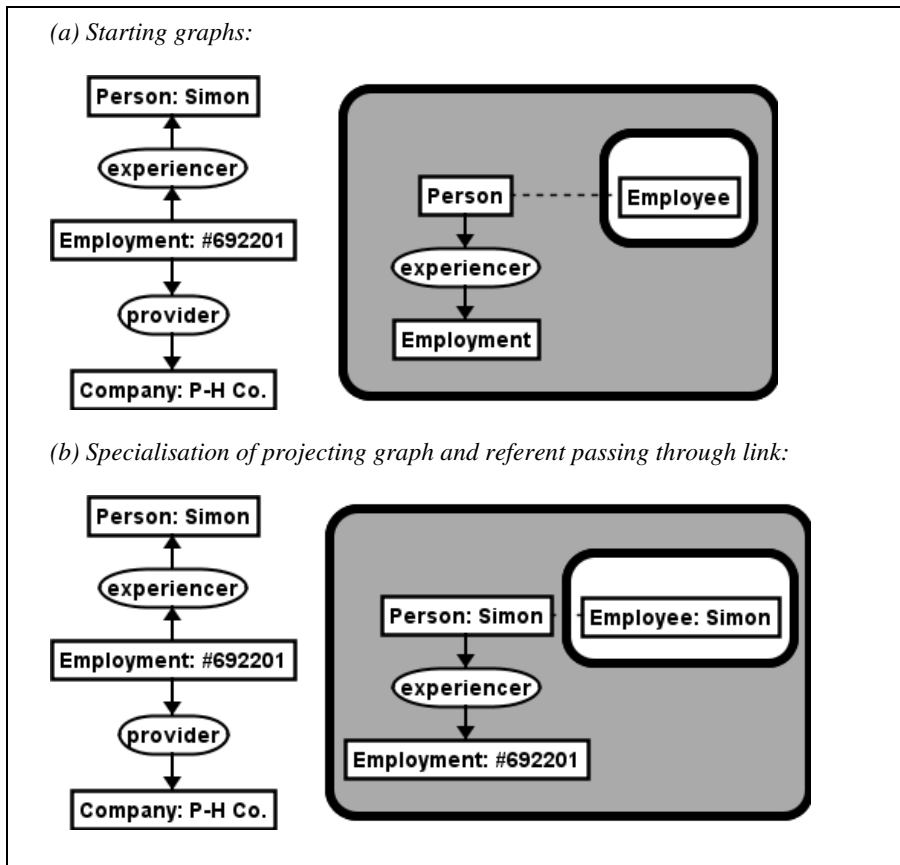 (a) Starting graphs:
Person: Simon
experiencer
Employment: #692201
provider
Company: P-H Co.
Person
Employee
experiencer
Employment
(b) Specialisation of projecting graph and referent passing through link:
Person: Simon
experiencer
Employment: #692201
provider
Company: P-H Co.
Person: Simon
Employee: Simon
experiencer
Employment: #692201